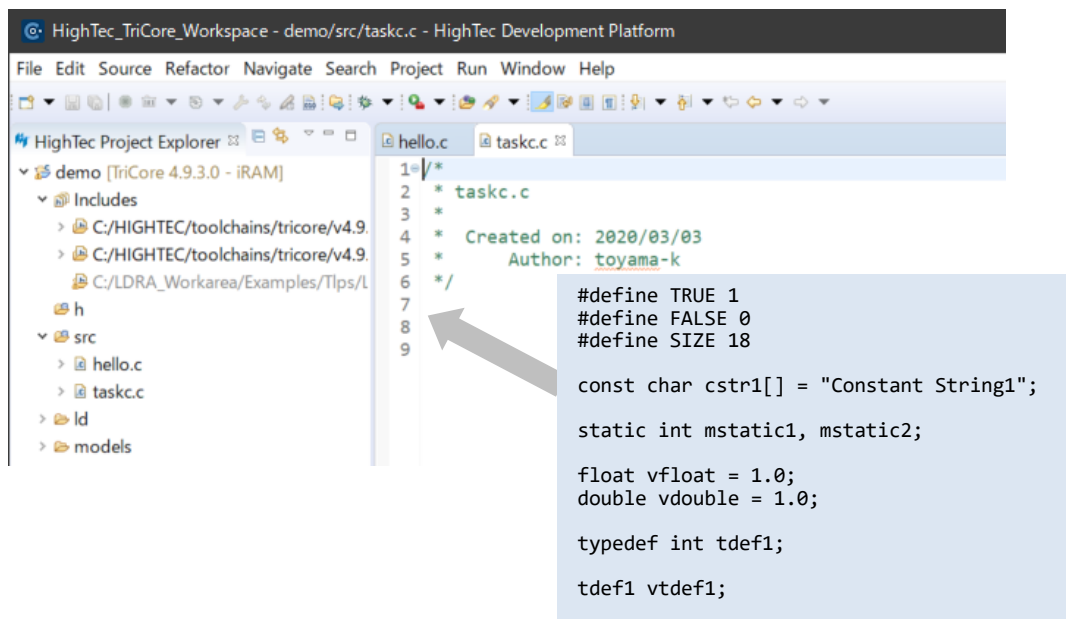 HighTec_TriCore_Workspace - demo/src/taskc.c - HighTec Development Platform
File Edit Source Refactor Navigate Search Project Run Window Help
HighTec Project Explorer
hello.c
taskc.c
demo [TriCore 4.9.3.0 - iRAM]
Includes
C:/HIGHTEC/toolchains/tricore/v4.9.
C:/HIGHTEC/toolchains/tricore/v4.9.
C:/LDRA_Workarea/Examples/TIps/L
h
src
hello.c
taskc.c
ld
models
1 /*
2 * taskc.c
3 *
4 *  Created on: 2020/03/03
5 *      Author: toyama-k
6 */
7
8
9
#define TRUE 1
#define FALSE 0
#define SIZE 18
const char cstr1[] = "Constant String1";
static int mstatic1, mstatic2;
float vfloat = 1.0;
double vdouble = 1.0;
typedef int tdef1;
tdef1 vtdef1;